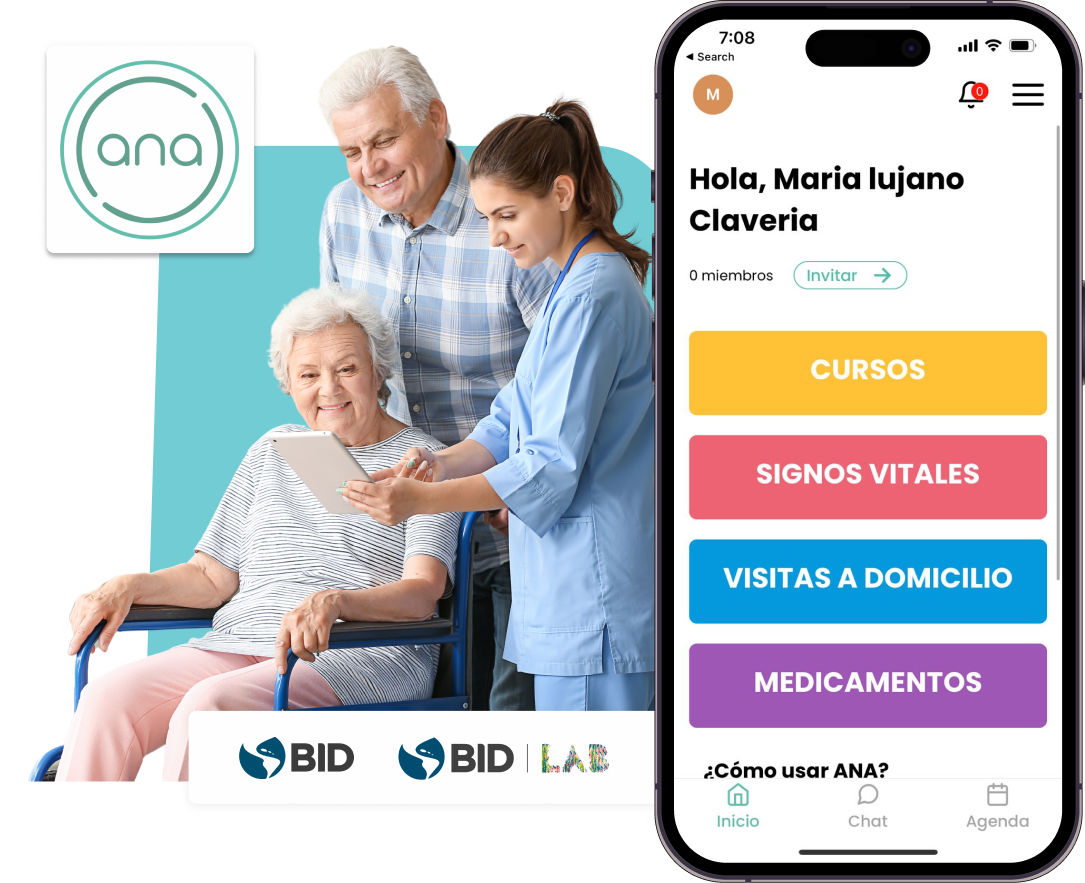 ana
7:08
◀ Search
M
0
Hola, Maria lujano
Claveria
0 miembros
Invitar →
CURSOS
SIGNOS VITALES
VISITAS A DOMICILIO
MEDICAMENTOS
¿Cómo usar ANA?
Inicio
Chat
Agenda
BID
BID | LAB